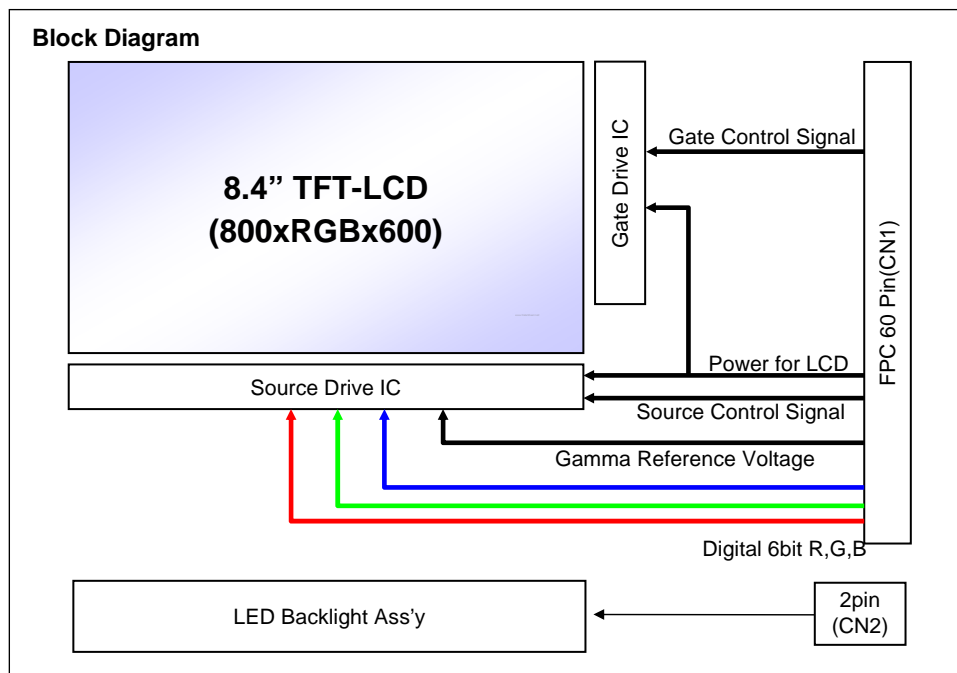 Block Diagram
8.4” TFT-LCD
(800xRGBx600)
Gate Drive IC
Gate Control Signal
FPC 60 Pin(CN1)
Power for LCD
Source Drive IC
Source Control Signal
Gamma Reference Voltage
Digital 6bit R,G,B
LED Backlight Ass’y
2pin
(CN2)